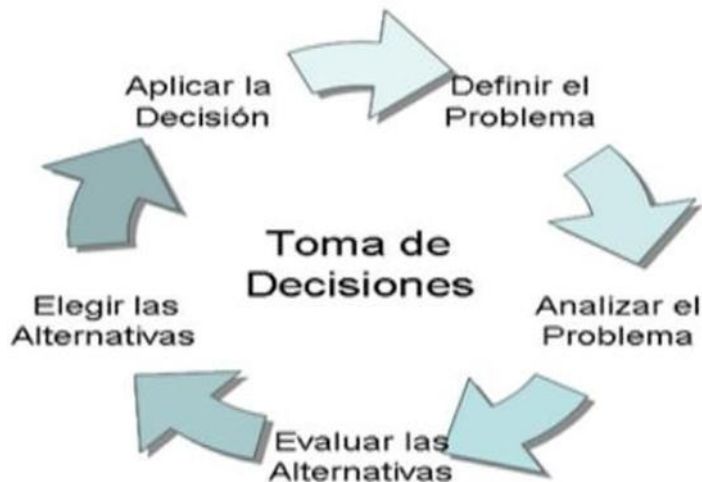 Aplicar la
Decisión
Definir el
Problema
Toma de
Decisiones
Analizar el
Problema
Evaluar las
Alternativas
Elegir las
Alternativas